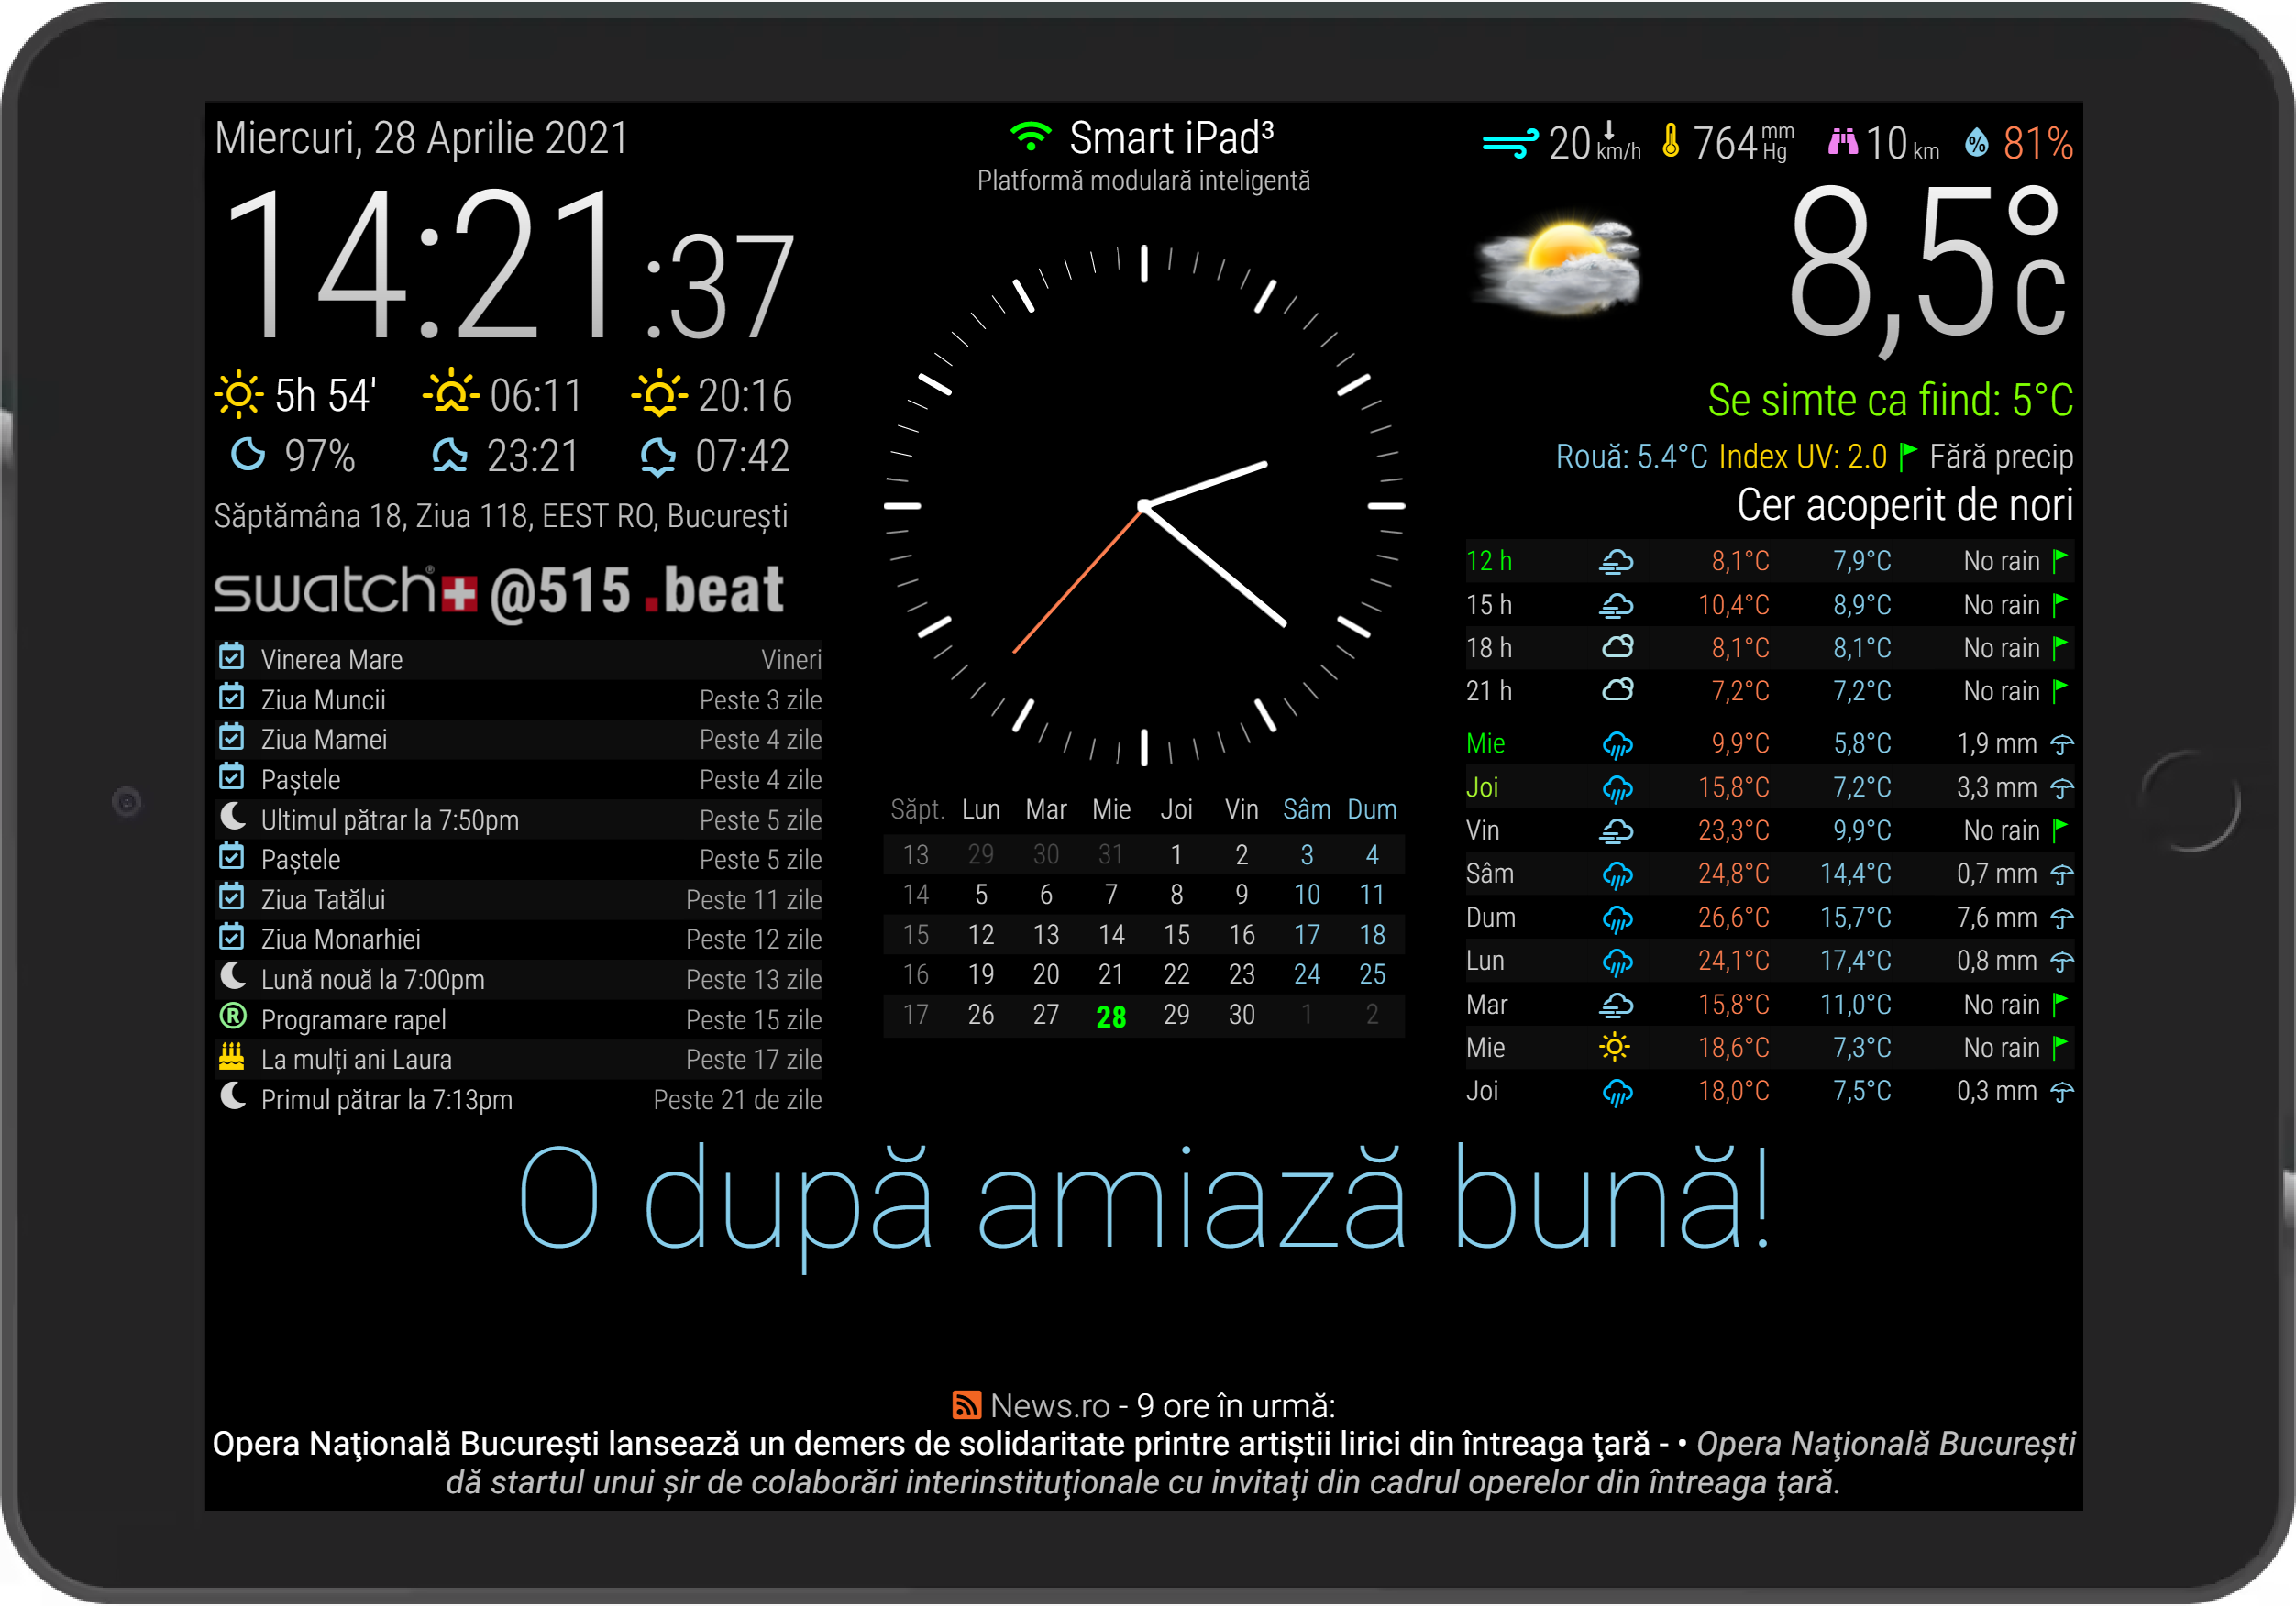 Miercuri, 28 Aprilie 2021
14:21:37
5h 54' 06:11 20:16
97% 23:21 07:42
Săptămâna 18, Ziua 118, EEST RO, București
swatch® @515.beat
Vinerea Mare Vineri
Ziua Muncii Peste 3 zile
Ziua Mamei Peste 4 zile
Paștele Peste 4 zile
Ultimul pătrar la 7:50pm Peste 5 zile
Paștele Peste 5 zile
Ziua Tatălui Peste 11 zile
Ziua Monarhiei Peste 12 zile
Lună nouă la 7:00pm Peste 13 zile
® Programare rapel Peste 15 zile
La mulți ani Laura Peste 17 zile
Primul pătrar la 7:13pm Peste 21 de zile
Smart iPad³
Platformă modulară inteligentă
Săpt. Lun Mar Mie Joi Vin Sâm Dum
13 29 30 31 1 2 3 4
14 5 6 7 8 9 10 11
15 12 13 14 15 16 17 18
16 19 20 21 22 23 24 25
17 26 27 28 29 30 1 2
20 km/h 764 mm Hg 10 km % 81%
8,5°C
Se simte ca fiind: 5°C
Rouă: 5.4°C Index UV: 2.0 Fără precip
Cer acoperit de nori
12 h 8,1°C 7,9°C No rain
15 h 10,4°C 8,9°C No rain
18 h 8,1°C 8,1°C No rain
21 h 7,2°C 7,2°C No rain
Mie 9,9°C 5,8°C 1,9 mm
Joi 15,8°C 7,2°C 3,3 mm
Vin 23,3°C 9,9°C No rain
Sâm 24,8°C 14,4°C 0,7 mm
Dum 26,6°C 15,7°C 7,6 mm
Lun 24,1°C 17,4°C 0,8 mm
Mar 15,8°C 11,0°C No rain
Mie 18,6°C 7,3°C No rain
Joi 18,0°C 7,5°C 0,3 mm
O după amiază bună!
News.ro - 9 ore în urmă:
Opera Naţională Bucureşti lansează un demers de solidaritate printre artiştii lirici din întreaga ţară - • Opera Naţională Bucureşti
dă startul unui şir de colaborări interinstituţionale cu invitaţi din cadrul operelor din întreaga ţară.